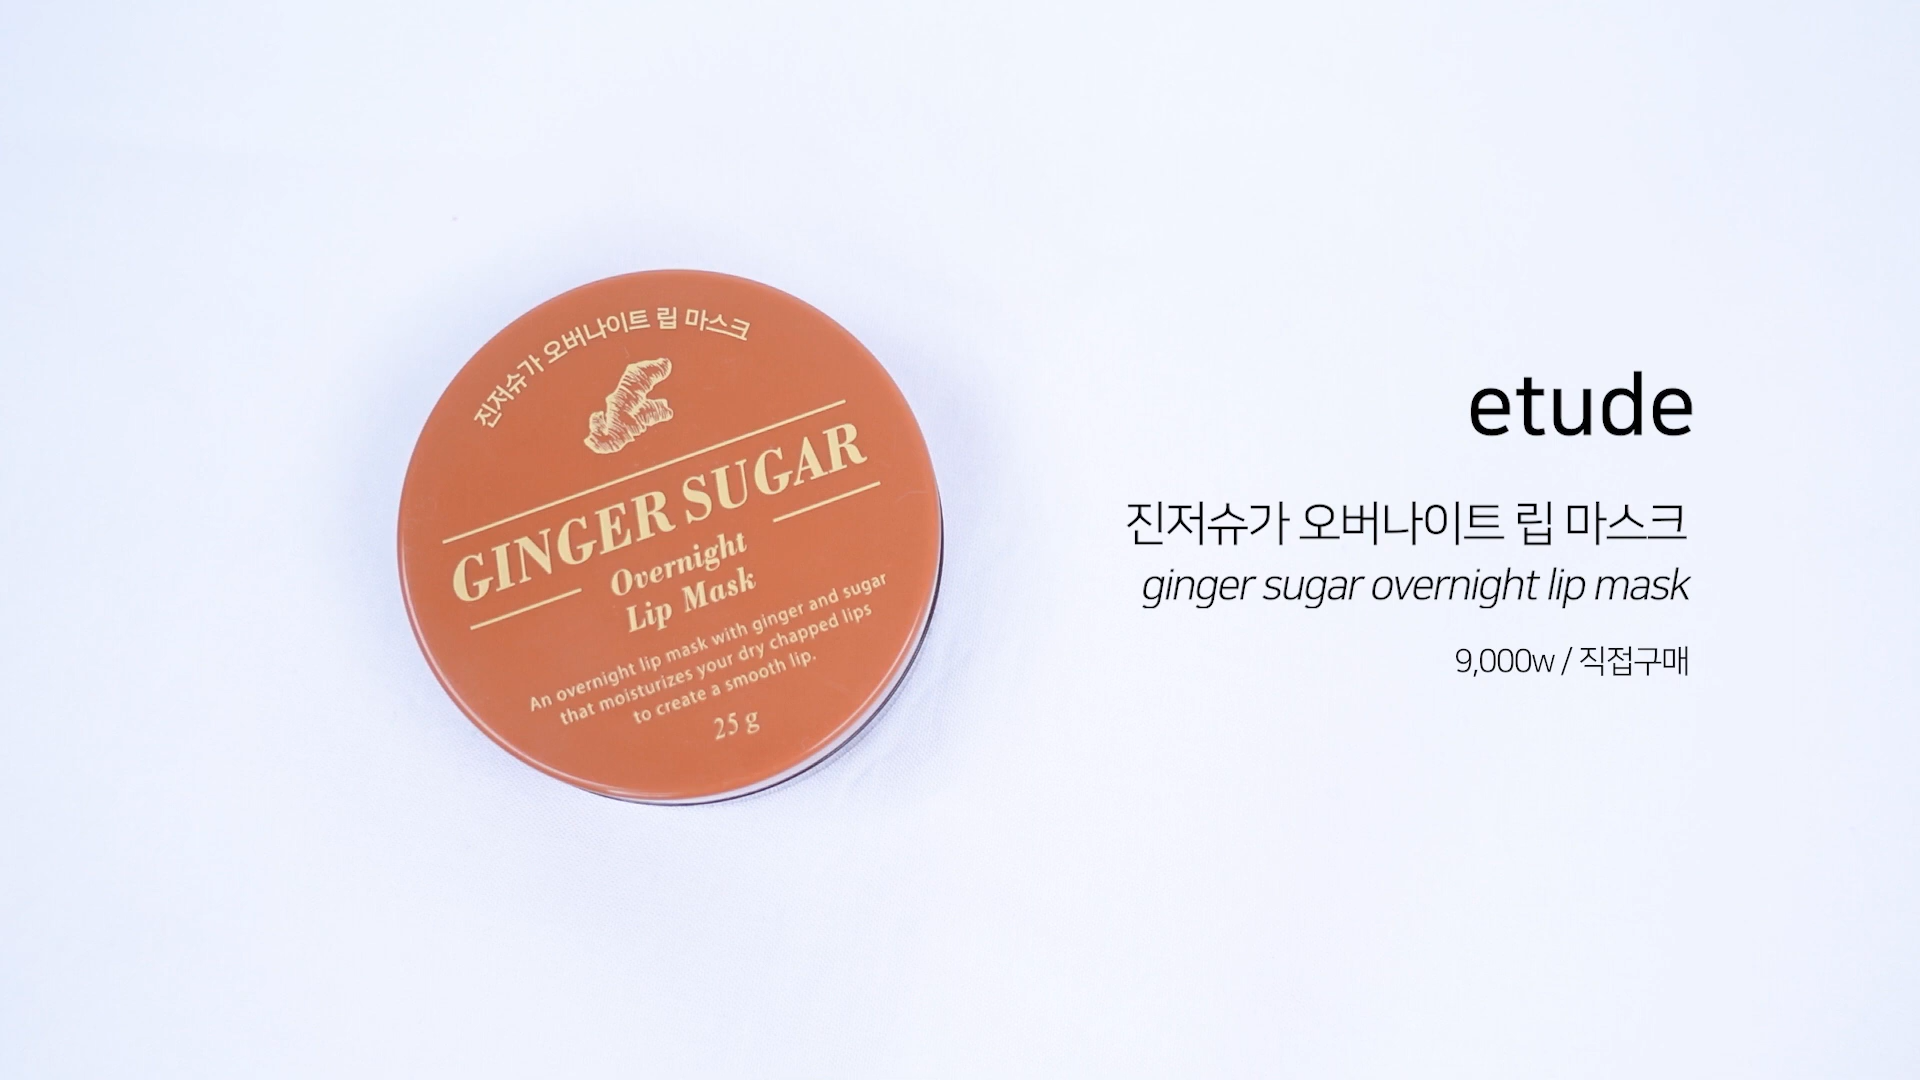 진저슈가 오버나이트 립 마스크
GINGER SUGAR
Overnight
Lip Mask
An overnight lip mask with ginger and sugar
that moisturizes your dry chapped lips
to create a smooth lip.
25 g
etude
진저슈가 오버나이트 립 마스크
ginger sugar overnight lip mask
9,000w / 직접구매